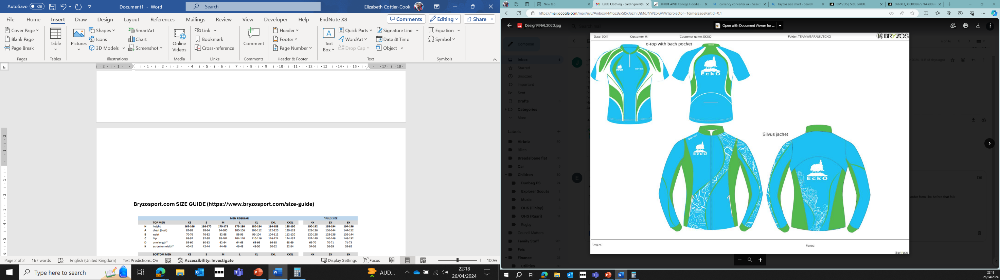 AutoSave Off
Document1 - Word
Search
Elizabeth Cottier-Cook
File Home Insert Draw Design Layout References Mailings Review View Developer Help EndNote X8
Comments Editing Share
Cover Page
Blank Page
Page Break
Pages
Table
Tables
Pictures
Shapes
Icons
3D Models
SmartArt
Chart
Screenshot
Illustrations
Online Videos
Media
Link
Bookmark
Cross-reference
Links
Comment
Comments
Header
Footer
Page Number
Header & Footer
Text Box
Quick Parts
WordArt
Drop Cap
Signature Line
Date & Time
Object
Text
Equation
Symbol
Symbols
Bryzosport.com SIZE GUIDE (https://www.bryzosport.com/size-guide)
MEN REGULAR *PLUS SIZE
TOP MEN XS S M L XL XXL XXXL 4X 5X 6X
H height 162-166 166-170 170-175 175-180 180-184 184-188 188-190 190-192 193-194 194-196
A chest (bust) 82-88 88-94 94-100 100-106 106-112 112-120 120-128 128-136 136-144 144-152
B waist 70-76 76-82 82-88 88-96 96-104 104-112 112-120 120-128 128-136 136-144
C hip 86-92 92-98 98-104 104-110 110-116 116-124 124-132 132-140 140-146 146-152
D arm length* 59-60 60-62 62-64 64-65 65-66 66-68 68-69 69-70 70-71 71-72
K acromion width* 40-42 42-44 44-46 46-48 48-50 50-52 52-54 54-56 56-59 59-62
BOTTOM MEN XS S M L XL XXL XXXL 4X 5X 6X
Page 2 of 2 167 words English (United Kingdom) Text Predictions: On Accessibility: Investigate Display Settings Focus 100%
Type here to search
AUD...
22:18
26/04/2024
New tab
EckO Clothing - cardingmill@
JH001 AWD College Hoodie -
currency converter uk - Search
bryzos size chart - Search
BRYZOS | SIZE GUIDE
https://mail.google.com/mail/u/0/#inbox/FMfcgzGxSlSxJpzlnjDjMdJNWLtxGVrW?projector=1&messagePartId=0.1
DesignFINAL2020.jpg
Search mail
Open with Document Viewer for ...
Compose
Inbox 6
Starred
Snoozed
Important
Sent
Drafts
Categories
More
Labels
Airbnb 40
Bikes
Breadalbane flat 80
Car
Children
Dunbeg PS
Explorer Scouts
Music
OHS (Finlay)
OHS (Ruari)
Rugby
Council Matters
Family Stuff
Feis
Finance
Utilities
order form like before that folk
Date: 30.11 Customer #: Customer name: ECKO Folder: TEAMWEAR/UK/ECKO
BRYZOS
o-top with back pocket
EckO
BRYZOS
EckO
Silvus jacket
BRYZOS
EckO
EckO
Logos:
Fonts:
BRYZOS
22:18
26/04/2024